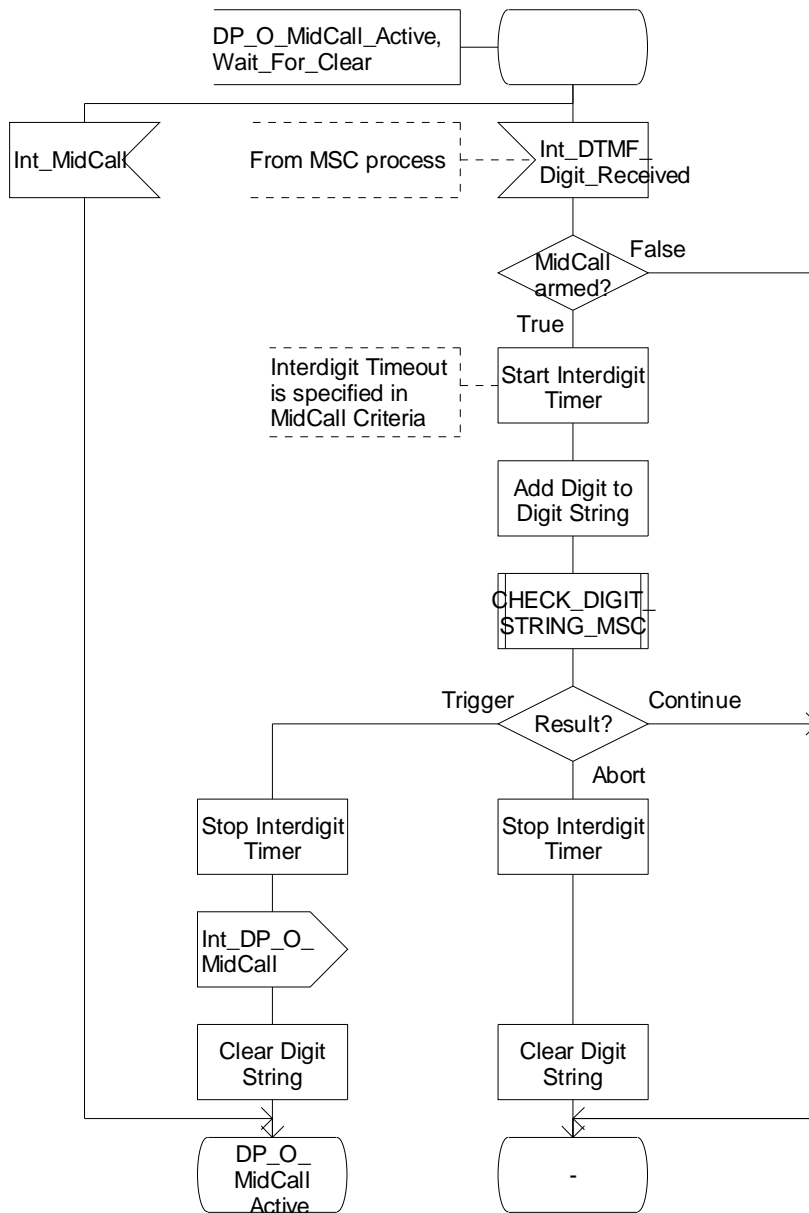 DP_O_MidCall_Active,
Wait_For_Clear
Int_MidCall
From MSC process
Int_DTMF_
Digit_Received
MidCall
armed?
False
True
Interdigit Timeout
is specified in
MidCall Criteria
Start Interdigit
Timer
Add Digit to
Digit String
CHECK_DIGIT_
STRING_MSC
Trigger
Result?
Continue
Abort
Stop Interdigit
Timer
Stop Interdigit
Timer
Int_DP_O_
MidCall
Clear Digit
String
Clear Digit
String
DP_O_
MidCall
_Active
-